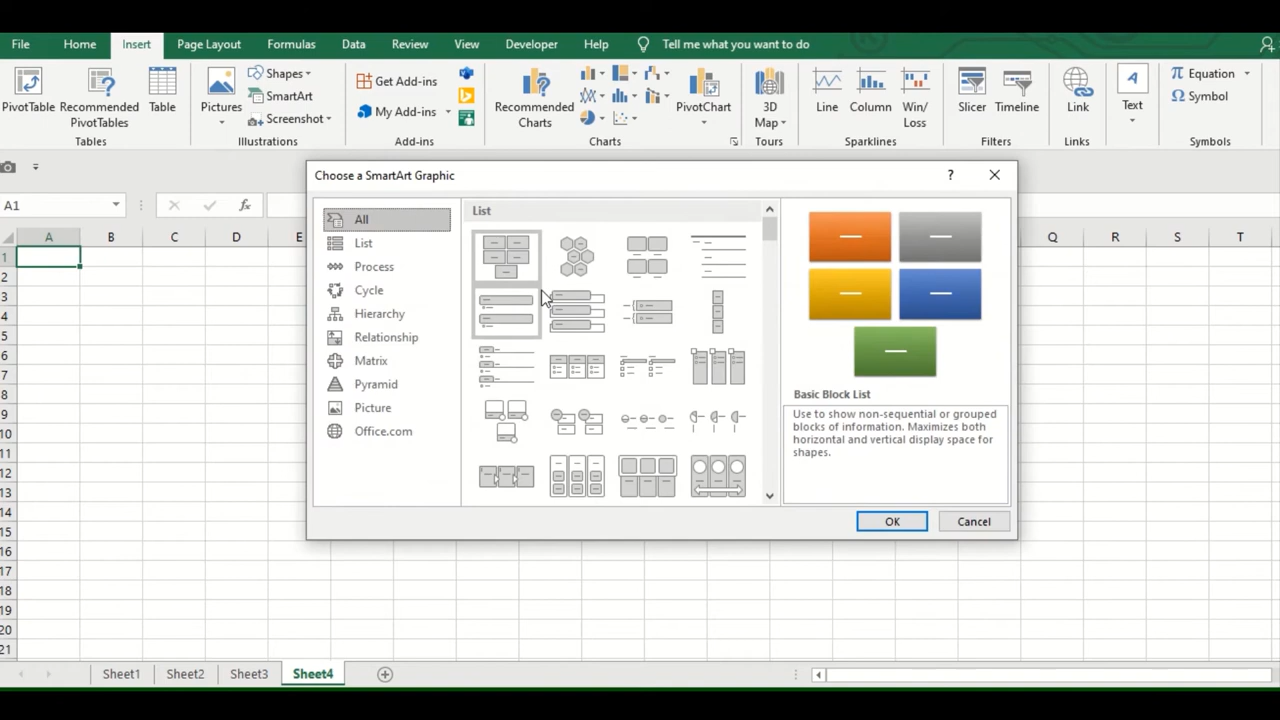 File Home Insert Page Layout Formulas Data Review View Developer Help Tell me what you want to do
PivotTable
Recommended
PivotTables
Table
Tables
Pictures
Shapes
SmartArt
Screenshot
Illustrations
Get Add-ins
My Add-ins
Add-ins
Recommended
Charts
PivotChart
Charts
3D
Map
Tours
Line
Column
Win/
Loss
Sparklines
Slicer
Timeline
Filters
Link
Links
A
Text
Equation
Symbol
Symbols
A1
fx
A B C D E Q R S T
1
2
3
4
5
6
7
8
9
10
11
12
13
14
15
16
17
18
19
20
21
Choose a SmartArt Graphic
?
All
List
Process
Cycle
Hierarchy
Relationship
Matrix
Pyramid
Picture
Office.com
List
Basic Block List
Use to show non-sequential or grouped
blocks of information. Maximizes both
horizontal and vertical display space for
shapes.
OK
Cancel
Sheet1 Sheet2 Sheet3 Sheet4